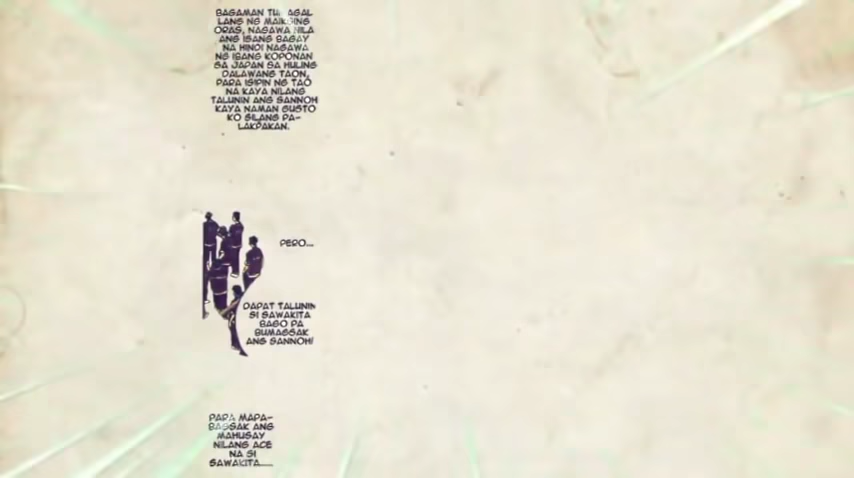 BAGAMAN TUMAGAL
LANG NG MAIKSING
ORAS, NAGAWA NILA
ANG ISANG BAGAY
NA HINDI NAGAWA
NG IBANG KOPONAN
SA JAPAN SA HULING
DALAWANG TAON,
PARA ISIPIN NG TAO
NA KAYA NILANG
TALUNIN ANG SANNOH
KAYA NAMAN GUSTO
KO SILANG PA-
LAKPAKAN.
PERO...
DAPAT TALUNIN
SI SAWAKITA
BAGO PA
BUMAGSAK
ANG SANNOH!
PARA MAPA-
BAGSAK ANG
MAHUSAY
NILANG ACE
NA SI
SAWAKITA.....